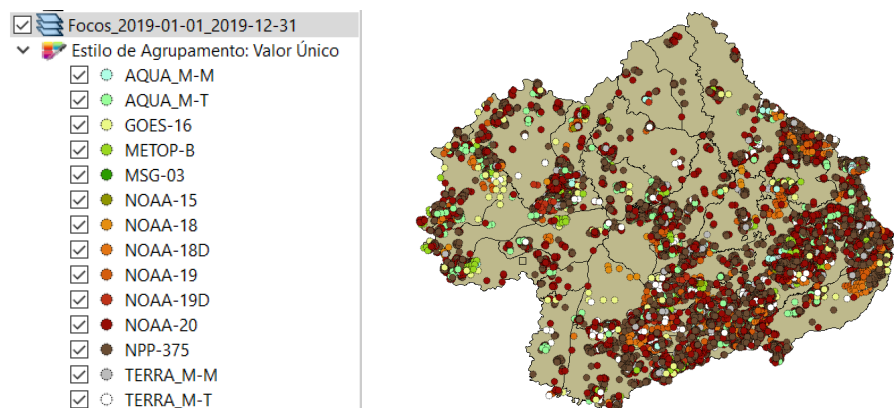 Focos_2019-01-01_2019-12-31
Estilo de Agrupamento: Valor Único
AQUA_M-M
AQUA_M-T
GOES-16
METOP-B
MSG-03
NOAA-15
NOAA-18
NOAA-18D
NOAA-19
NOAA-19D
NOAA-20
NPP-375
TERRA_M-M
TERRA_M-T